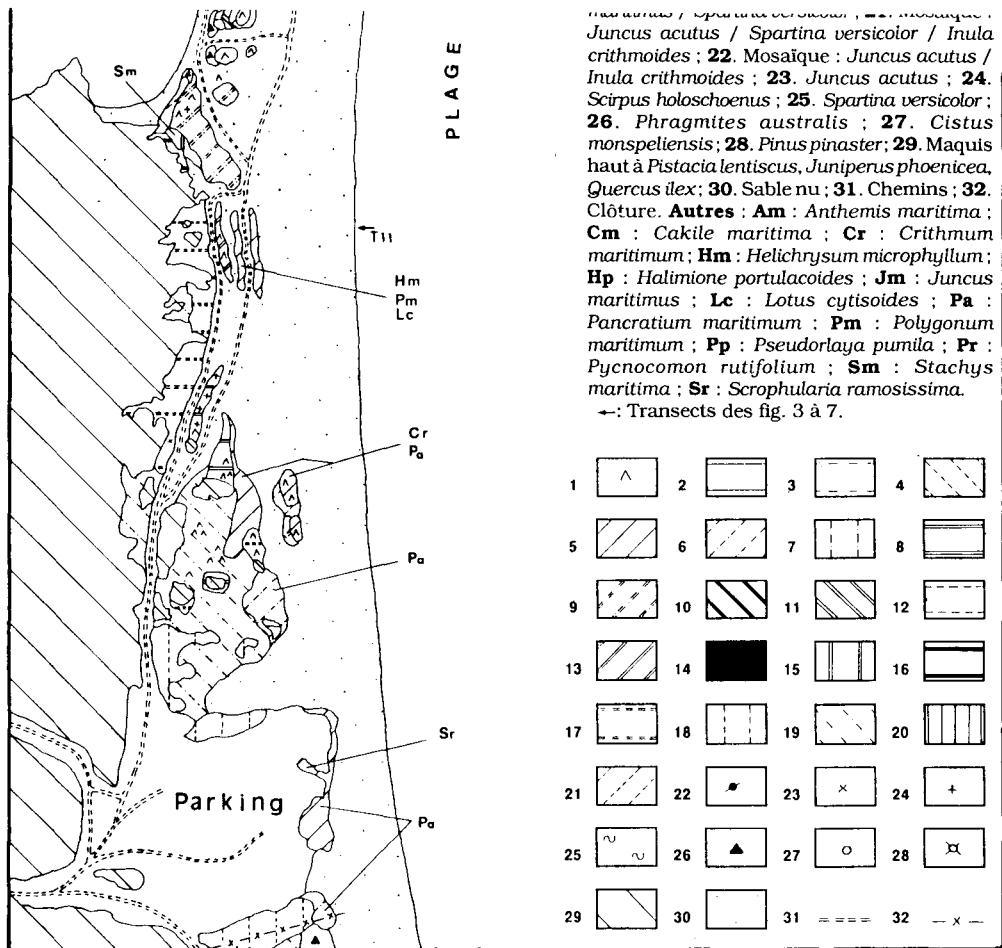 maritimus / Spartina versicolor ; 21. Mosaïque :
Juncus acutus / Spartina versicolor / Inula
crithmoides ; 22. Mosaïque : Juncus acutus /
Inula crithmoides ; 23. Juncus acutus ; 24.
Scirpus holoschoenus ; 25. Spartina versicolor ;
26. Phragmites australis ; 27. Cistus
monspeliensis ; 28. Pinus pinaster ; 29. Maquis
haut à Pistacia lentiscus, Juniperus phoenicea,
Quercus ilex ; 30. Sable nu ; 31. Chemins ; 32.
Clôture. Autres : Am : Anthemis maritima ;
Cm : Cakile maritima ; Cr : Crithmum
maritimum ; Hm : Helichrysum microphyllum ;
Hp : Halimione portulacoides ; Jm : Juncus
maritimus ; Lc : Lotus cytisoides ; Pa :
Pancratium maritimum : Pm : Polygonum
maritimum ; Pp : Pseudorlaya pumila ; Pr :
Pycnocomon rutifolium ; Sm : Stachys
maritima ; Sr : Scrophularia ramosissima.
←: Transects des fig. 3 à 7.
PLAGE
Sm
T11
Hm
Pm
Lc
Cr
Pa
Pa
Sr
Parking
Pa
1 2 3 4
5 6 7 8
9 10 11 12
13 14 15 16
17 18 19 20
21 22 23 24
25 26 27 28
29 30 31 32